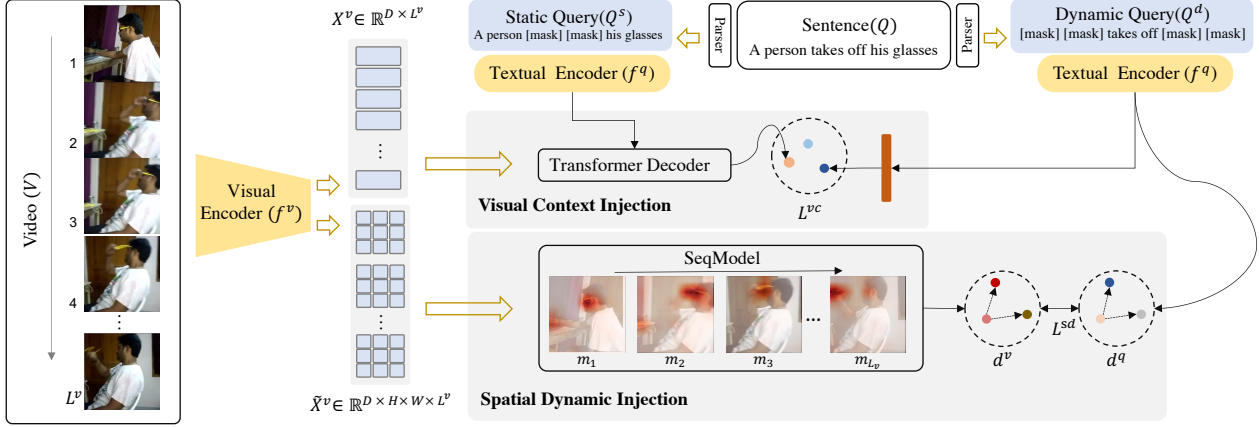 Video (V)
1
2
3
4
⋮
L^v
Visual
Encoder (f^v)
X^v ∈ ℝ^{D × L^v}
⋮
⋮
X̃^v ∈ ℝ^{D × H × W × L^v}
Static Query(Q^s)
A person [mask] [mask] his glasses
Textual Encoder (f^q)
Parser
Sentence(Q)
A person takes off his glasses
Parser
Dynamic Query(Q^d)
[mask] [mask] takes off [mask] [mask]
Textual Encoder (f^q)
Transformer Decoder
L^{vc}
Visual Context Injection
SeqModel
...
m_1
m_2
m_3
m_{L_v}
d^v
L^{sd}
d^q
Spatial Dynamic Injection